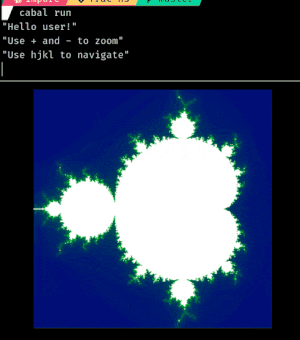 cabal run
"Hello user!"
"Use + and - to zoom"
"Use hjkl to navigate"